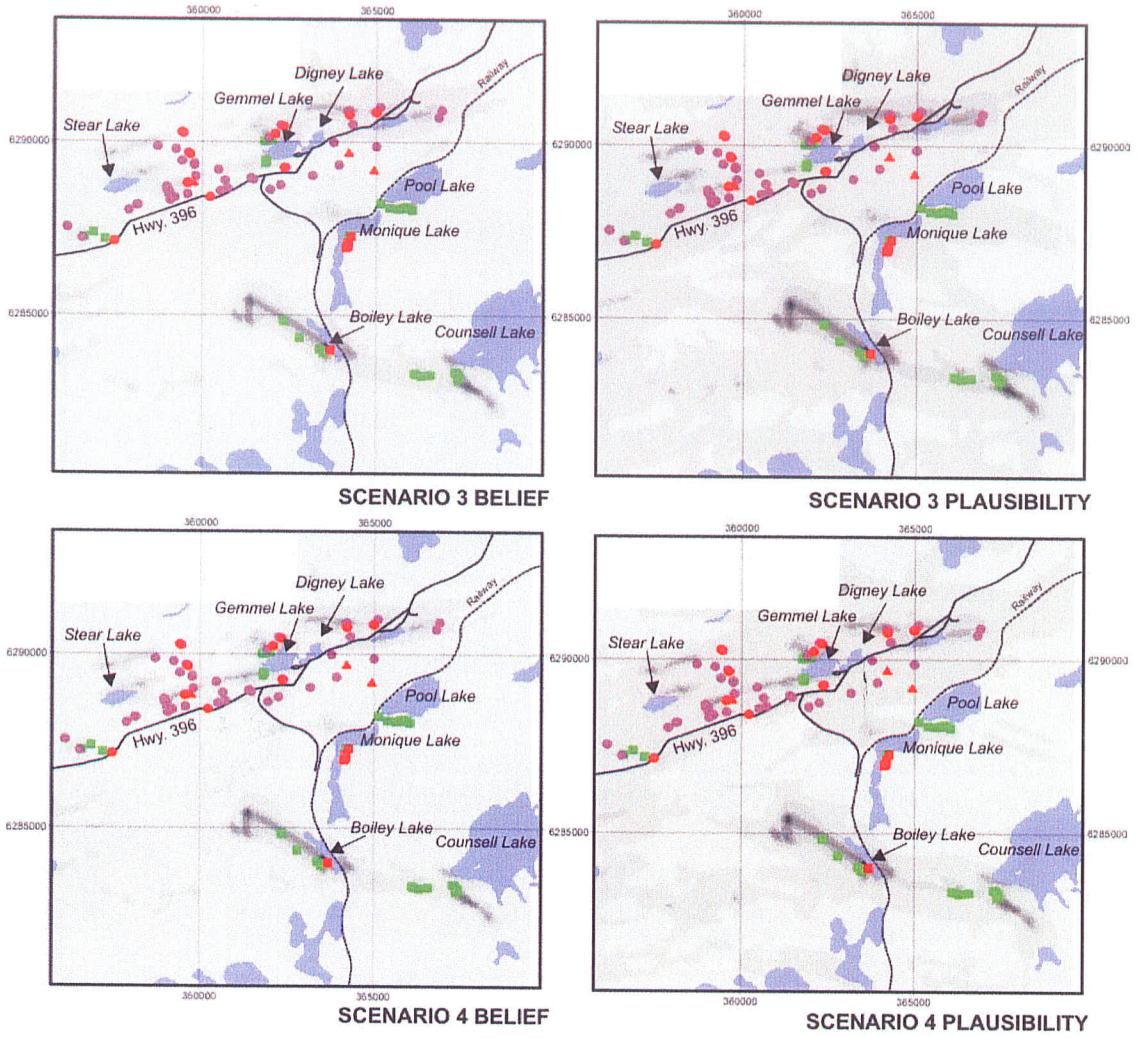 360000
365000
Digney Lake
Gemmel Lake
Railway
Stear Lake
6290000
Pool Lake
Hwy. 396
Monique Lake
Boiley Lake
6285000
Counsell Lake
SCENARIO 3 BELIEF
360000
365000
Digney Lake
Gemmel Lake
Railway
Stear Lake
6290000
Pool Lake
Hwy. 396
Monique Lake
Boiley Lake
6285000
Counsell Lake
SCENARIO 3 PLAUSIBILITY
360000
365000
Digney Lake
Gemmel Lake
Railway
Stear Lake
6290000
Pool Lake
Hwy. 396
Monique Lake
Boiley Lake
6285000
Counsell Lake
360000
365000
SCENARIO 4 BELIEF
360000
365000
Digney Lake
Gemmel Lake
Railway
Stear Lake
6290000
Pool Lake
Hwy. 396
Monique Lake
Boiley Lake
6285000
6285000
Counsell Lake
360000
365000
SCENARIO 4 PLAUSIBILITY